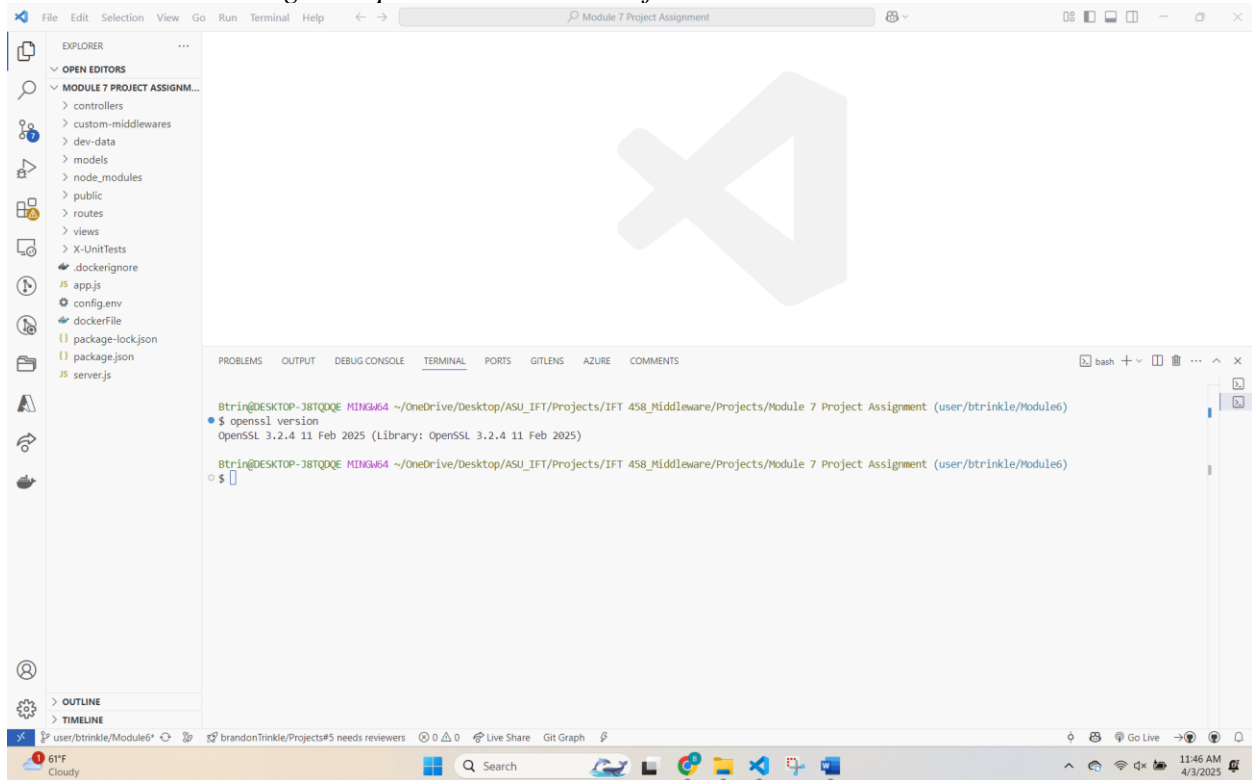 File Edit Selection View Go Run Terminal Help
Module 7 Project Assignment
EXPLORER
OPEN EDITORS
MODULE 7 PROJECT ASSIGNM...
controllers
custom-middlewares
dev-data
models
node_modules
public
routes
views
X-UnitTests
.dockerignore
JS app.js
config.env
dockerFile
{} package-lock.json
{} package.json
JS server.js
PROBLEMS OUTPUT DEBUG CONSOLE TERMINAL PORTS GITLENS AZURE COMMENTS
bash
Btrin@DESKTOP-J8TQDQE MINGW64 ~/OneDrive/Desktop/ASU_IFT/Projects/IFT 458_Middleware/Projects/Module 7 Project Assignment (user/btrinkle/Module6)
$ openssl version
OpenSSL 3.2.4 11 Feb 2025 (Library: OpenSSL 3.2.4 11 Feb 2025)
Btrin@DESKTOP-J8TQDQE MINGW64 ~/OneDrive/Desktop/ASU_IFT/Projects/IFT 458_Middleware/Projects/Module 7 Project Assignment (user/btrinkle/Module6)
$
OUTLINE
TIMELINE
user/btrinkle/Module6* brandonTrinkle/Projects#5 needs reviewers 0 0 Live Share Git Graph Go Live
1
61°F
Cloudy
Search
11:46 AM
4/3/2025